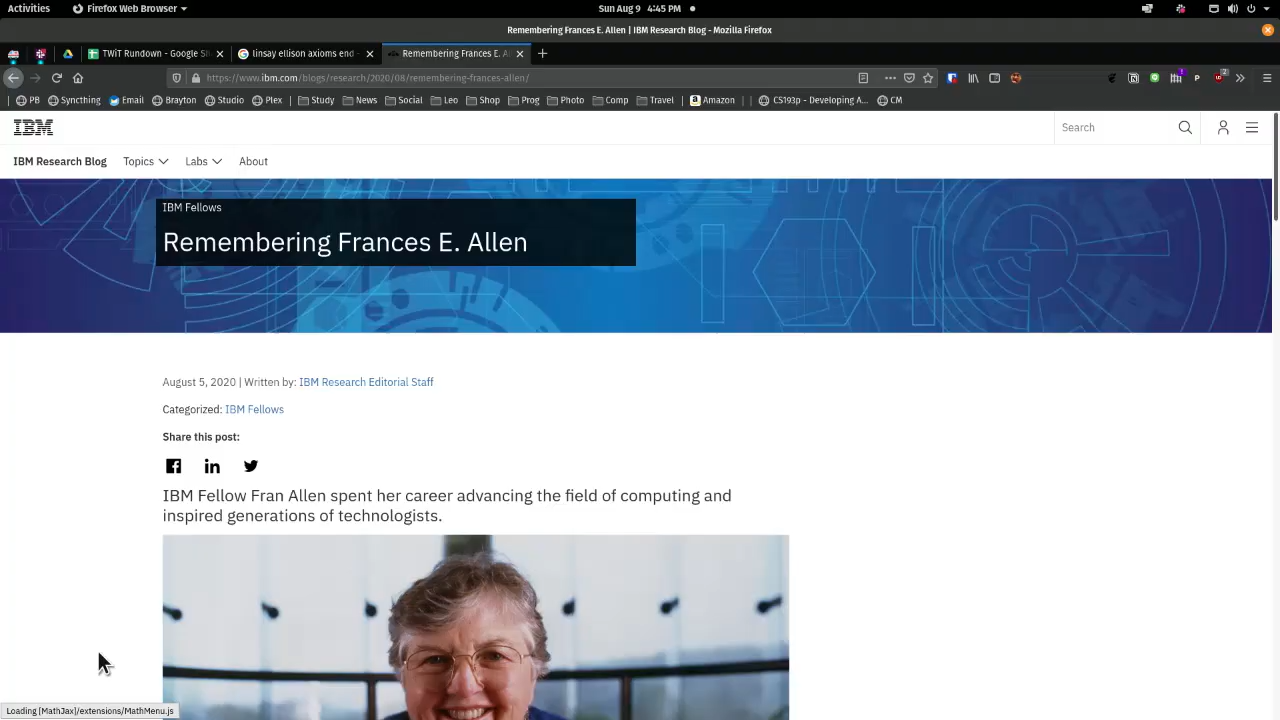 Activities Firefox Web Browser Sun Aug 9 4:45 PM
Remembering Frances E. Allen | IBM Research Blog - Mozilla Firefox
TWiT Rundown - Google Sh linsay ellison axioms end - Remembering Frances E. Al
https://www.ibm.com/blogs/research/2020/08/remembering-frances-allen/
PB Syncthing Email Brayton Studio Plex Study News Social Leo Shop Prog Photo Comp Travel Amazon CS193p - Developing A... CM
IBM Search
IBM Research Blog Topics Labs About
IBM Fellows
Remembering Frances E. Allen
August 5, 2020 | Written by: IBM Research Editorial Staff
Categorized: IBM Fellows
Share this post:
IBM Fellow Fran Allen spent her career advancing the field of computing and
inspired generations of technologists.
Loading [MathJax]/extensions/MathMenu.js